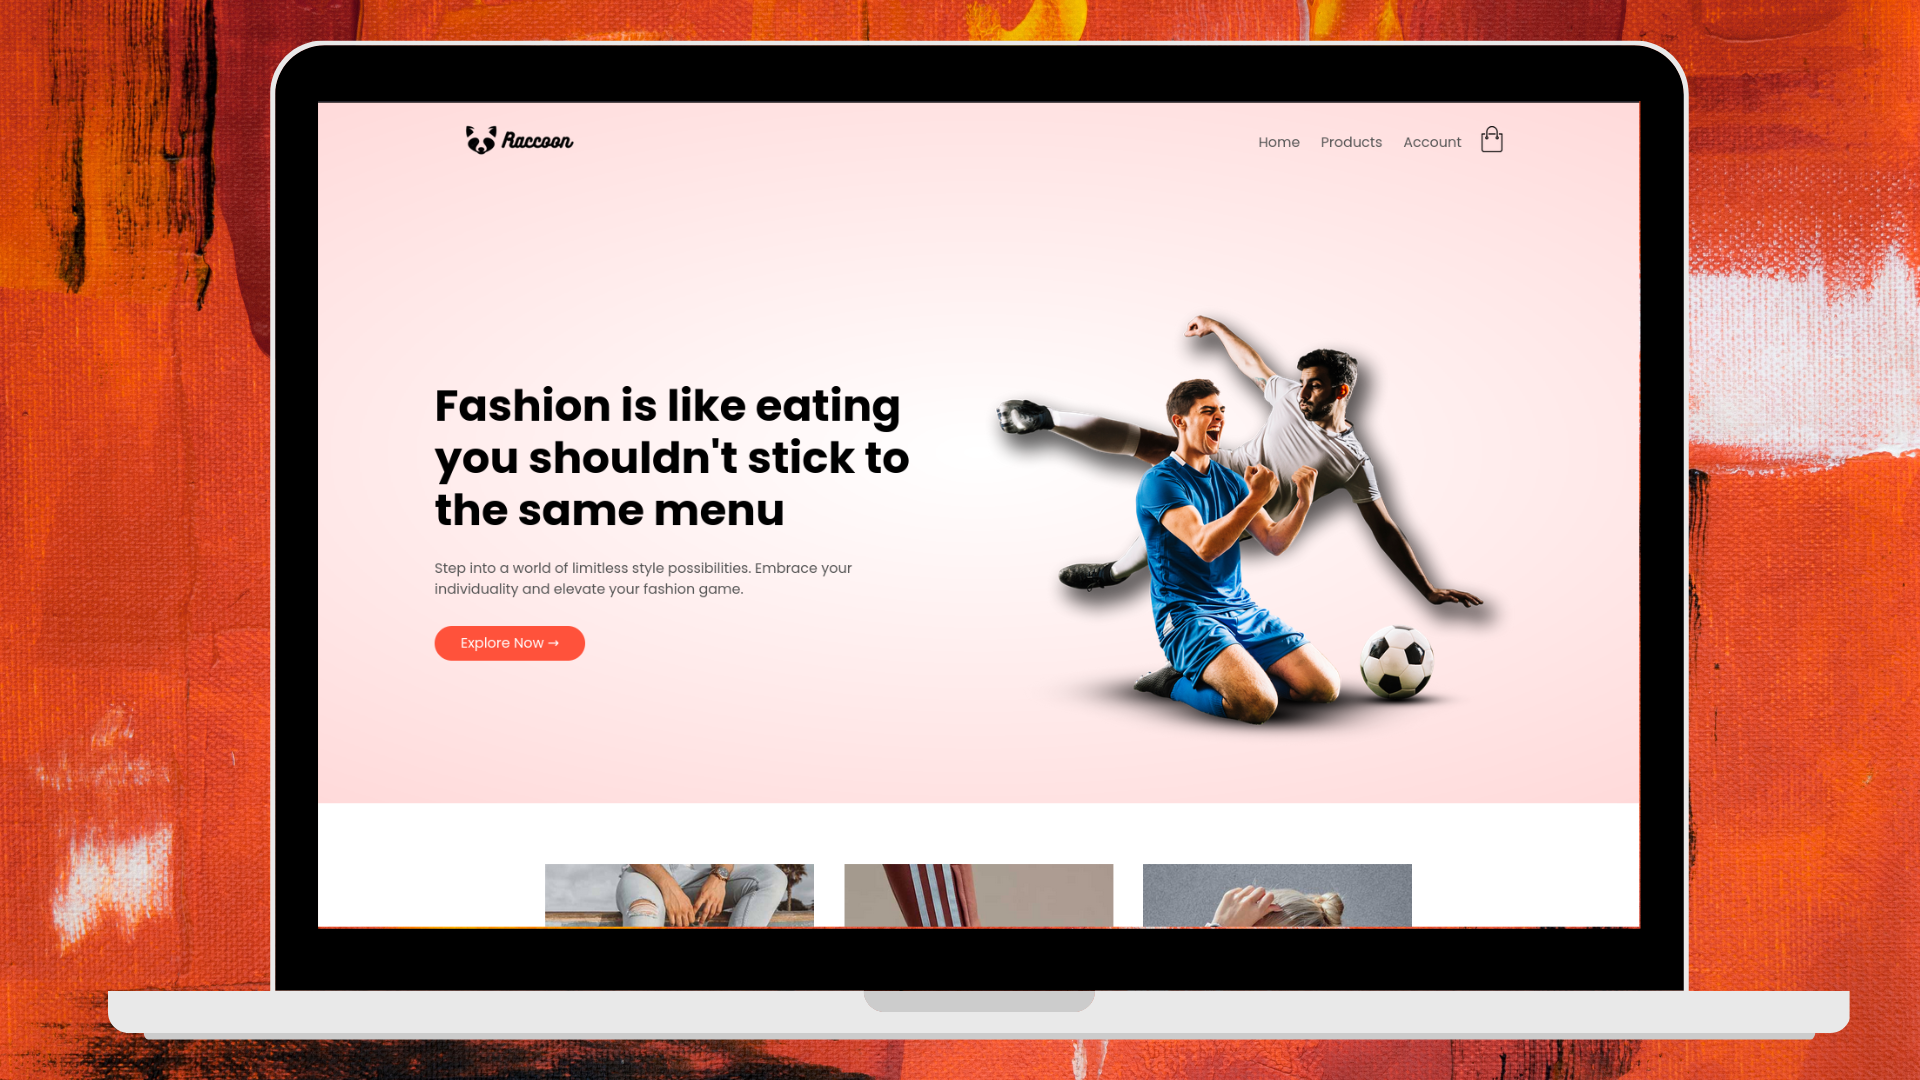 Raccoon
Home Products Account
Fashion is like eating
you shouldn't stick to
the same menu
Step into a world of limitless style possibilities. Embrace your
individuality and elevate your fashion game.
Explore Now →